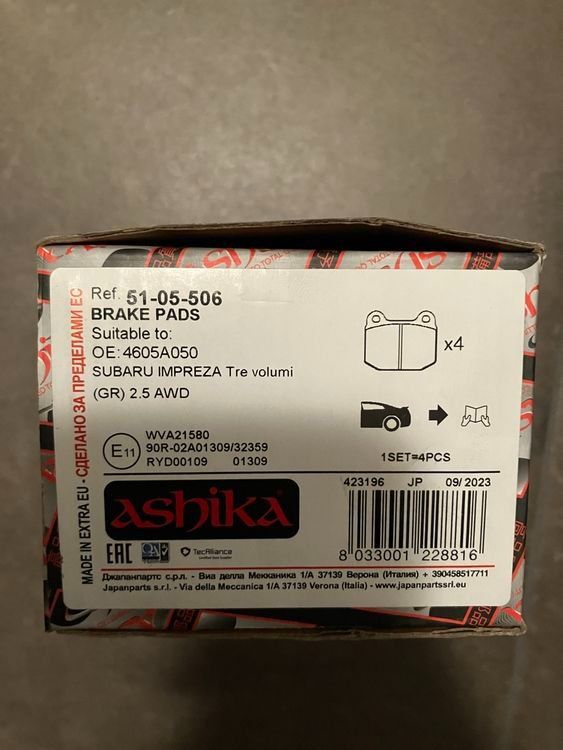 Ref. 51-05-506
BRAKE PADS
Suitable to:
OE: 4605A050
SUBARU IMPREZA Tre volumi
(GR) 2.5 AWD
x4
E11
WVA21580
90R-02A01309/32359
RYD00109 01309
1SET=4PCS
423196 JP 09/2023
ashika
8 033001 228816
EAC
TecAlliance
Джапанпартс с.р.л. - Виа делла Мекканика 1/А 37139 Верона (Италия) + 390458517711
Japanparts s.r.l. - Via della Meccanica 1/A 37139 Verona (Italia) - www.japanpartssrl.eu
MADE IN EXTRA EU - СДЕЛАНО ЗА ПРЕДЕЛАМИ ЕС